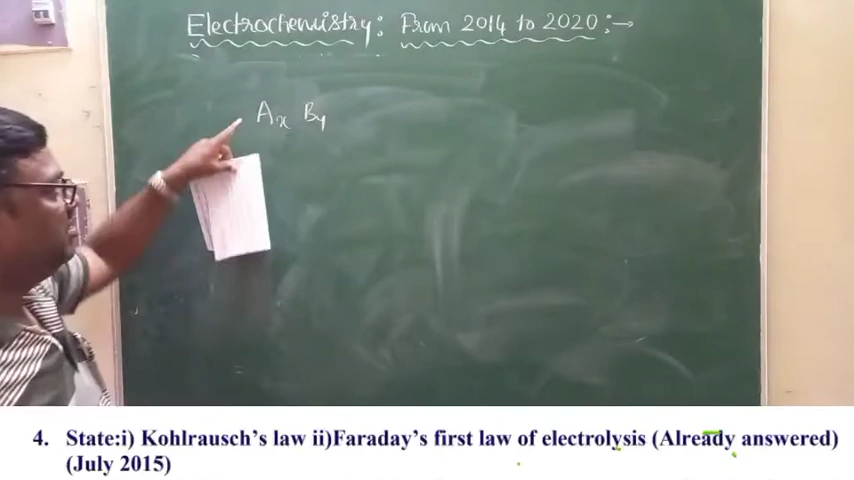 Electrochemistry: From 2014 to 2020 :→
Ax By
4. State:i) Kohlrausch's law ii)Faraday's first law of electrolysis (Already answered)
(July 2015)